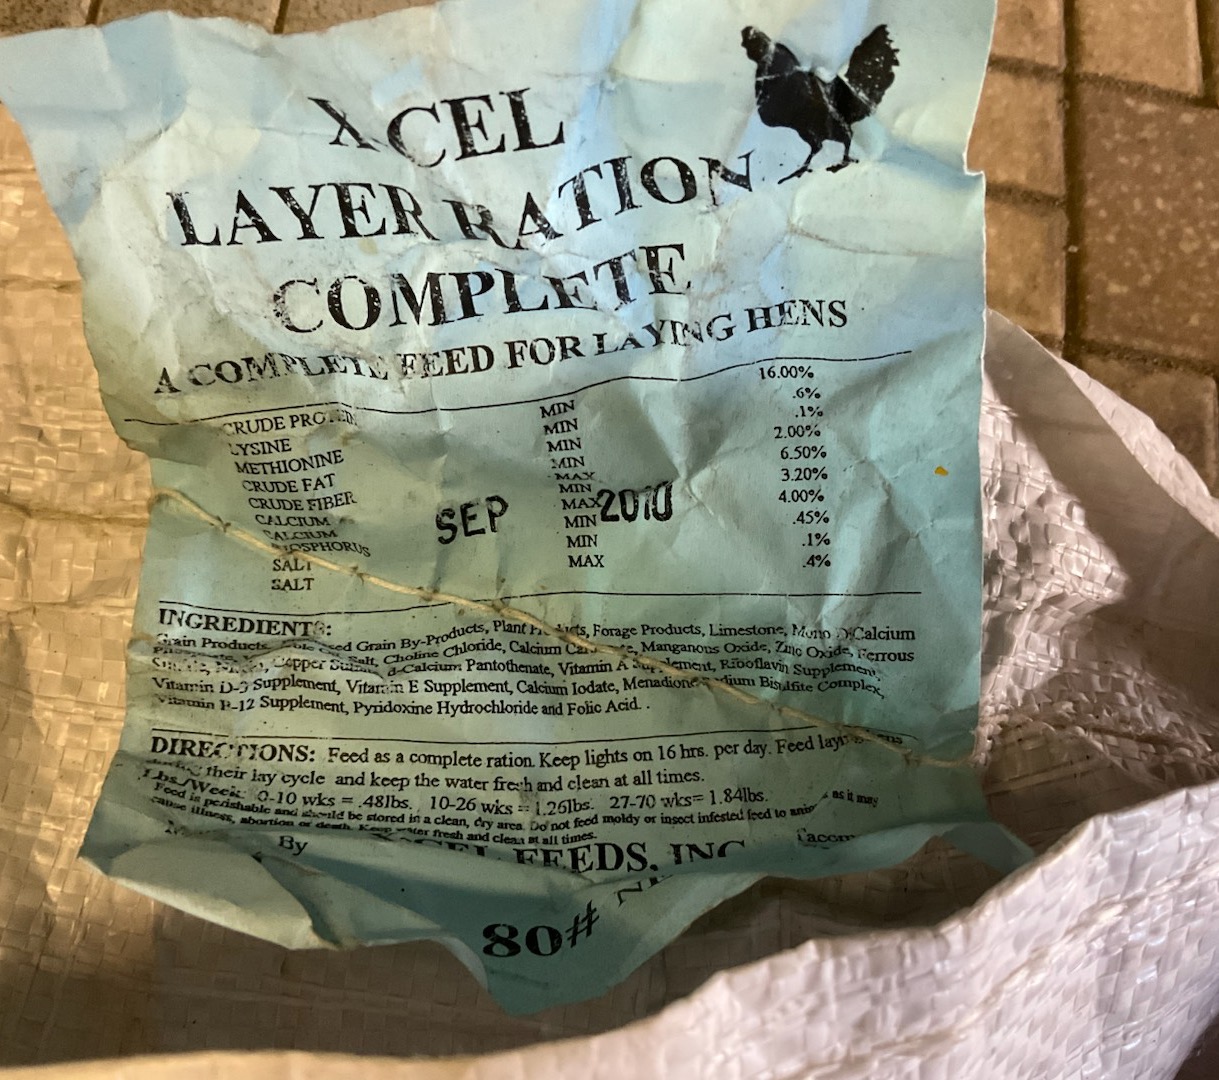 XCEL
LAYER RATION
COMPLETE
A COMPLETE FEED FOR LAYING HENS
CRUDE PROTEIN MIN 16.00%
LYSINE MIN .6%
METHIONINE MIN .1%
CRUDE FAT MIN 2.00%
CRUDE FIBER MAX 6.50%
CALCIUM MIN 3.20%
CALCIUM MAX 4.00%
PHOSPHORUS MIN .45%
SALT MIN .1%
SALT MAX .4%
SEP 2010
INGREDIENTS:
Grain Products, Grain By-Products, Plant Forage Products, Limestone, Mono Di Calcium
Salt, Choline Chloride, Calcium Manganous Oxide, Zinc Oxide, Ferrous
Copper Sulfate, d-Calcium Pantothenate, Vitamin A Supplement, Riboflavin Supplement,
Vitamin D-3 Supplement, Vitamin E Supplement, Calcium Iodate, Menadione Sodium Bisulfite Complex,
Vitamin B-12 Supplement, Pyridoxine Hydrochloride and Folic Acid. .
DIRECTIONS: Feed as a complete ration. Keep lights on 16 hrs. per day. Feed laying hens
during their lay cycle and keep the water fresh and clean at all times.
Lbs/Week: 0-10 wks = .48lbs. 10-26 wks = 1.26lbs. 27-70 wks= 1.84lbs.
Feed is perishable and should be stored in a clean, dry area. Do not feed moldy or insect infested feed to as it may
cause illness, abortion or death. Keep water fresh and clean at all times.
By
XCEL FEEDS, INC
80#